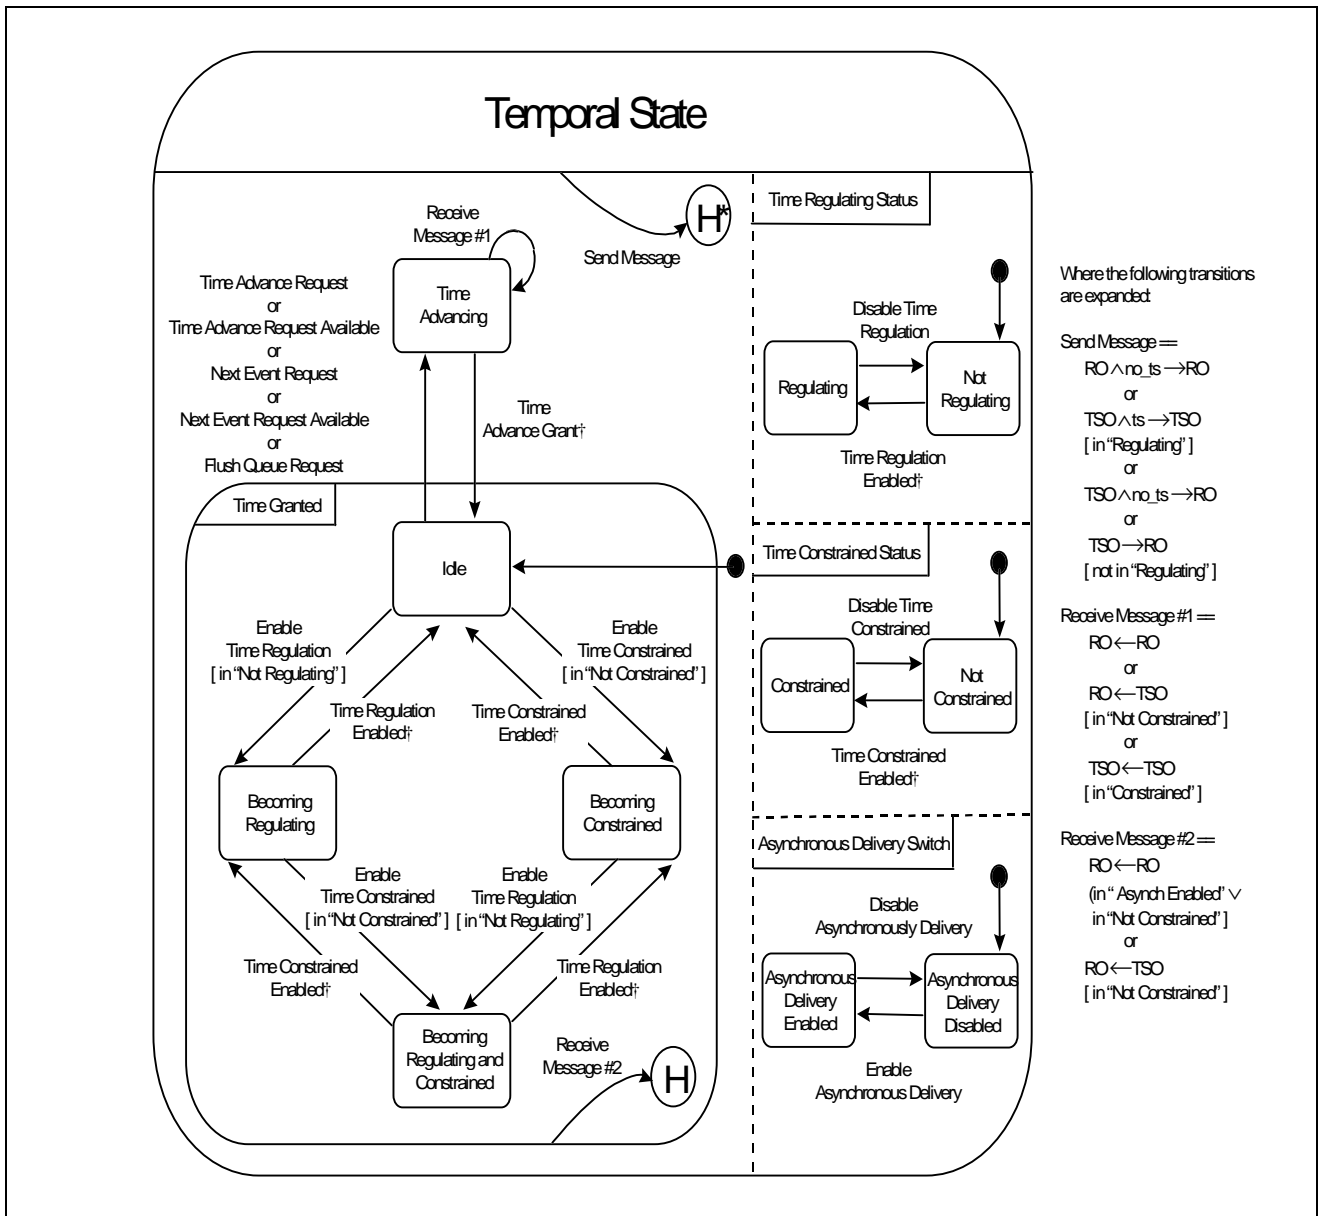 Temporal State
Receive
Message #1
H*
Send Message
Time
Advancing
Time Advance Request
or
Time Advance Request Available
or
Next Event Request
or
Next Event Request Available
or
Flush Queue Request
Time
Advance Grant†
Time Granted
Idle
Enable
Time Regulation
[ in “Not Regulating” ]
Enable
Time Constrained
[ in “Not Constrained” ]
Time Regulation
Enabled†
Time Constrained
Enabled†
Becoming
Regulating
Becoming
Constrained
Enable
Time Constrained
[ in “Not Constrained” ]
Enable
Time Regulation
[ in “Not Regulating” ]
Time Constrained
Enabled†
Time Regulation
Enabled†
Becoming
Regulating and
Constrained
Receive
Message #2
H
Time Regulating Status
Disable Time
Regulation
Regulating
Not
Regulating
Time Regulation
Enabled†
Time Constrained Status
Disable Time
Constrained
Constrained
Not
Constrained
Time Constrained
Enabled†
Asynchronous Delivery Switch
Disable
Asynchronously Delivery
Asynchronous
Delivery
Enabled
Asynchronous
Delivery
Disabled
Enable
Asynchronous Delivery
Where the following transitions
are expanded:
Send Message ==
RO ∧ no_ts → RO
or
TSO ∧ ts → TSO
[ in “Regulating” ]
or
TSO ∧ no_ts → RO
or
TSO → RO
[ not in “Regulating” ]
Receive Message #1 ==
RO ← RO
or
RO ← TSO
[ in “Not Constrained” ]
or
TSO ← TSO
[ in “Constrained” ]
Receive Message #2 ==
RO ← RO
(in “ Asynch Enabled” ∨
in “Not Constrained” ]
or
RO ← TSO
[ in “Not Constrained” ]